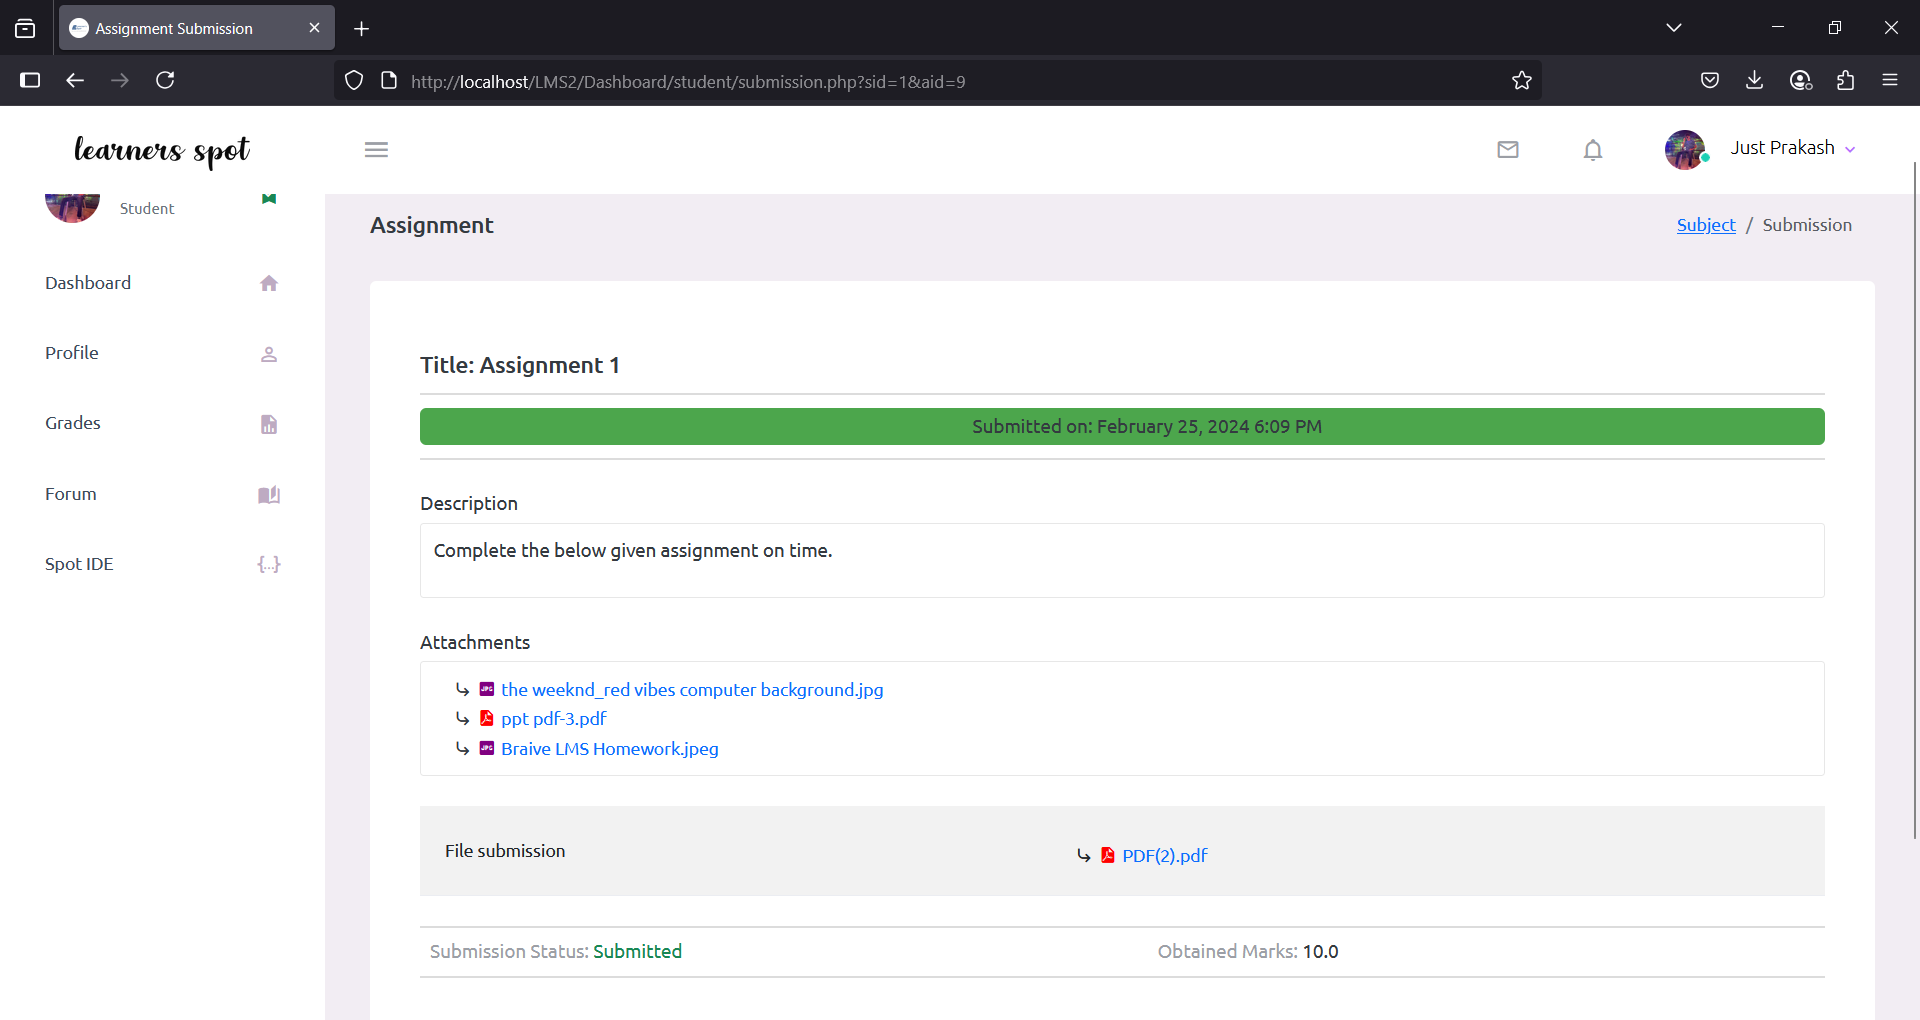 Assignment Submission
http://localhost/LMS2/Dashboard/student/submission.php?sid=1&aid=9
learners spot
Just Prakash
Student
Dashboard
Profile
Grades
Forum
Spot IDE
{...}
Assignment
Subject / Submission
Title: Assignment 1
Submitted on: February 25, 2024 6:09 PM
Description
Complete the below given assignment on time.
Attachments
JPG the weeknd_red vibes computer background.jpg
ppt pdf-3.pdf
JPG Braive LMS Homework.jpeg
File submission
PDF(2).pdf
Submission Status: Submitted
Obtained Marks: 10.0